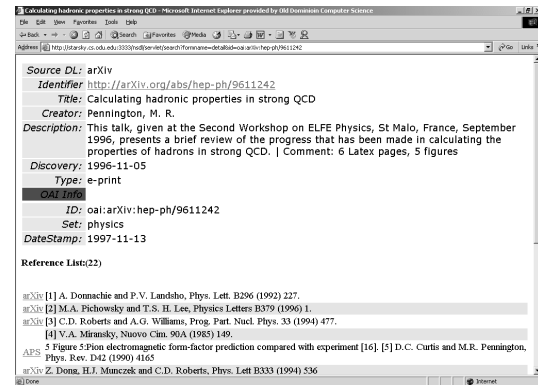 Calculating hadronic properties in strong QCD - Microsoft Internet Explorer provided by Old Dominioin Computer Science
File Edit View Favorites Tools Help
Back Search Favorites Media
Address http://starsky.cs.odu.edu:3333/nsdl/servlet/search?formname=detail&id=oai:arXiv:hep-ph/9611242 Go Links
Source DL: arXiv
Identifier http://arXiv.org/abs/hep-ph/9611242
Title: Calculating hadronic properties in strong QCD
Creator: Pennington, M. R.
Description: This talk, given at the Second Workshop on ELFE Physics, St Malo, France, September
1996, presents a brief review of the progress that has been made in calculating the
properties of hadrons in strong QCD. | Comment: 6 Latex pages, 5 figures
Discovery: 1996-11-05
Type: e-print
OAI Info
ID: oai:arXiv:hep-ph/9611242
Set: physics
DateStamp: 1997-11-13
Reference List:(22)
arXiv [1] A. Donnachie and P.V. Landsho, Phys. Lett. B296 (1992) 227.
arXiv [2] M.A. Pichowsky and T.S. H. Lee, Physics Letters B379 (1996) 1.
arXiv [3] C.D. Roberts and A.G. Williams, Prog. Part. Nucl. Phys. 33 (1994) 477.
[4] V.A. Miransky, Nuovo Cim. 90A (1985) 149.
APS 5 Figure 5:Pion electromagnetic form-factor prediction compared with experiment [16]. [5] D.C. Curtis and M.R. Pennington,
Phys. Rev. D42 (1990) 4165
arXiv Z. Dong, H.J. Munczek and C.D. Roberts, Phys. Lett B333 (1994) 536
Done Internet